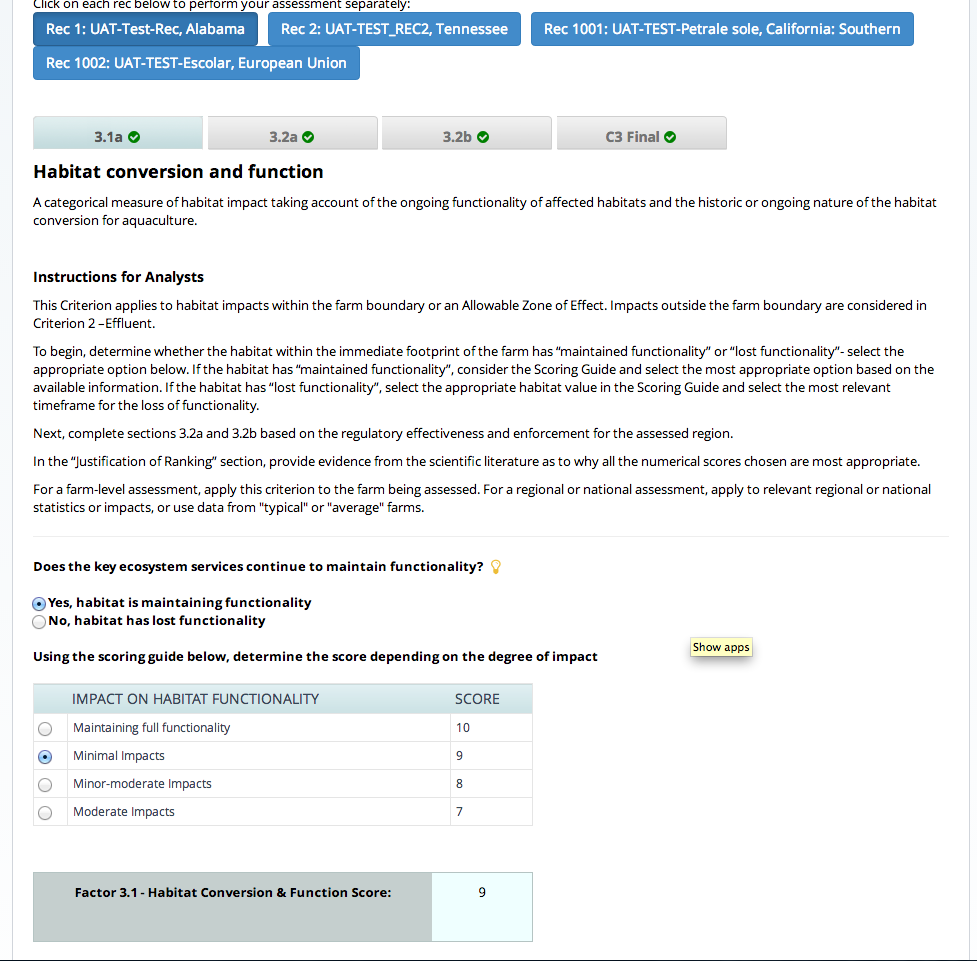 Click on each rec below to perform your assessment separately:
Rec 1: UAT-Test-Rec, Alabama
Rec 2: UAT-TEST_REC2, Tennessee
Rec 1001: UAT-TEST-Petrale sole, California: Southern
Rec 1002: UAT-TEST-Escolar, European Union
3.1a
3.2a
3.2b
C3 Final
Habitat conversion and function
A categorical measure of habitat impact taking account of the ongoing functionality of affected habitats and the historic or ongoing nature of the habitat
conversion for aquaculture.
Instructions for Analysts
This Criterion applies to habitat impacts within the farm boundary or an Allowable Zone of Effect. Impacts outside the farm boundary are considered in
Criterion 2 –Effluent.
To begin, determine whether the habitat within the immediate footprint of the farm has “maintained functionality” or “lost functionality”- select the
appropriate option below. If the habitat has “maintained functionality”, consider the Scoring Guide and select the most appropriate option based on the
available information. If the habitat has “lost functionality”, select the appropriate habitat value in the Scoring Guide and select the most relevant
timeframe for the loss of functionality.
Next, complete sections 3.2a and 3.2b based on the regulatory effectiveness and enforcement for the assessed region.
In the “Justification of Ranking” section, provide evidence from the scientific literature as to why all the numerical scores chosen are most appropriate.
For a farm-level assessment, apply this criterion to the farm being assessed. For a regional or national assessment, apply to relevant regional or national
statistics or impacts, or use data from "typical" or "average" farms.
Does the key ecosystem services continue to maintain functionality?
Yes, habitat is maintaining functionality
No, habitat has lost functionality
Using the scoring guide below, determine the score depending on the degree of impact
Show apps
IMPACT ON HABITAT FUNCTIONALITY SCORE
Maintaining full functionality 10
Minimal Impacts 9
Minor-moderate Impacts 8
Moderate Impacts 7
Factor 3.1 - Habitat Conversion & Function Score: 9